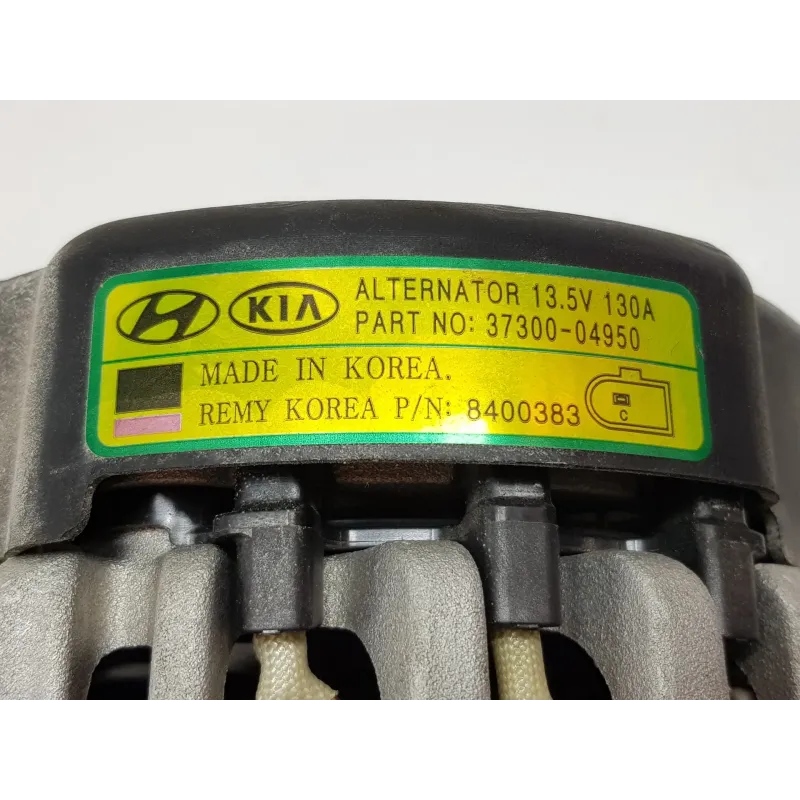 KIA
ALTERNATOR 13.5V 130A
PART NO: 37300-04950
MADE IN KOREA.
REMY KOREA P/N: 8400383
C